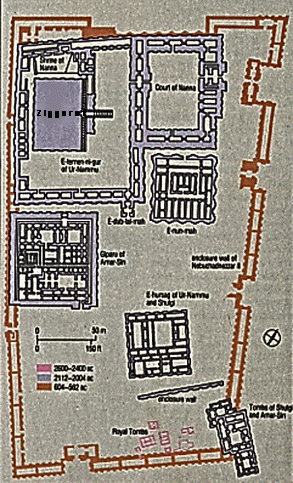 Shrine of
Nanna
Court of Nanna
ziggurat
E-temen-ni-gur
of Ur-Nammu
E-dub-lal-mah
E-nun-mah
Giparu of
Amar-Sin
enclosure wall of
Nebuchadnezzar II
E-hursag of Ur-Nammu
and Shulgi
0 50 m
0 150 ft
2600–2400 BC
2112–2004 BC
604–562 BC
enclosure wall
Royal Tombs
Tombs of Shulgi
and Amar-Sin